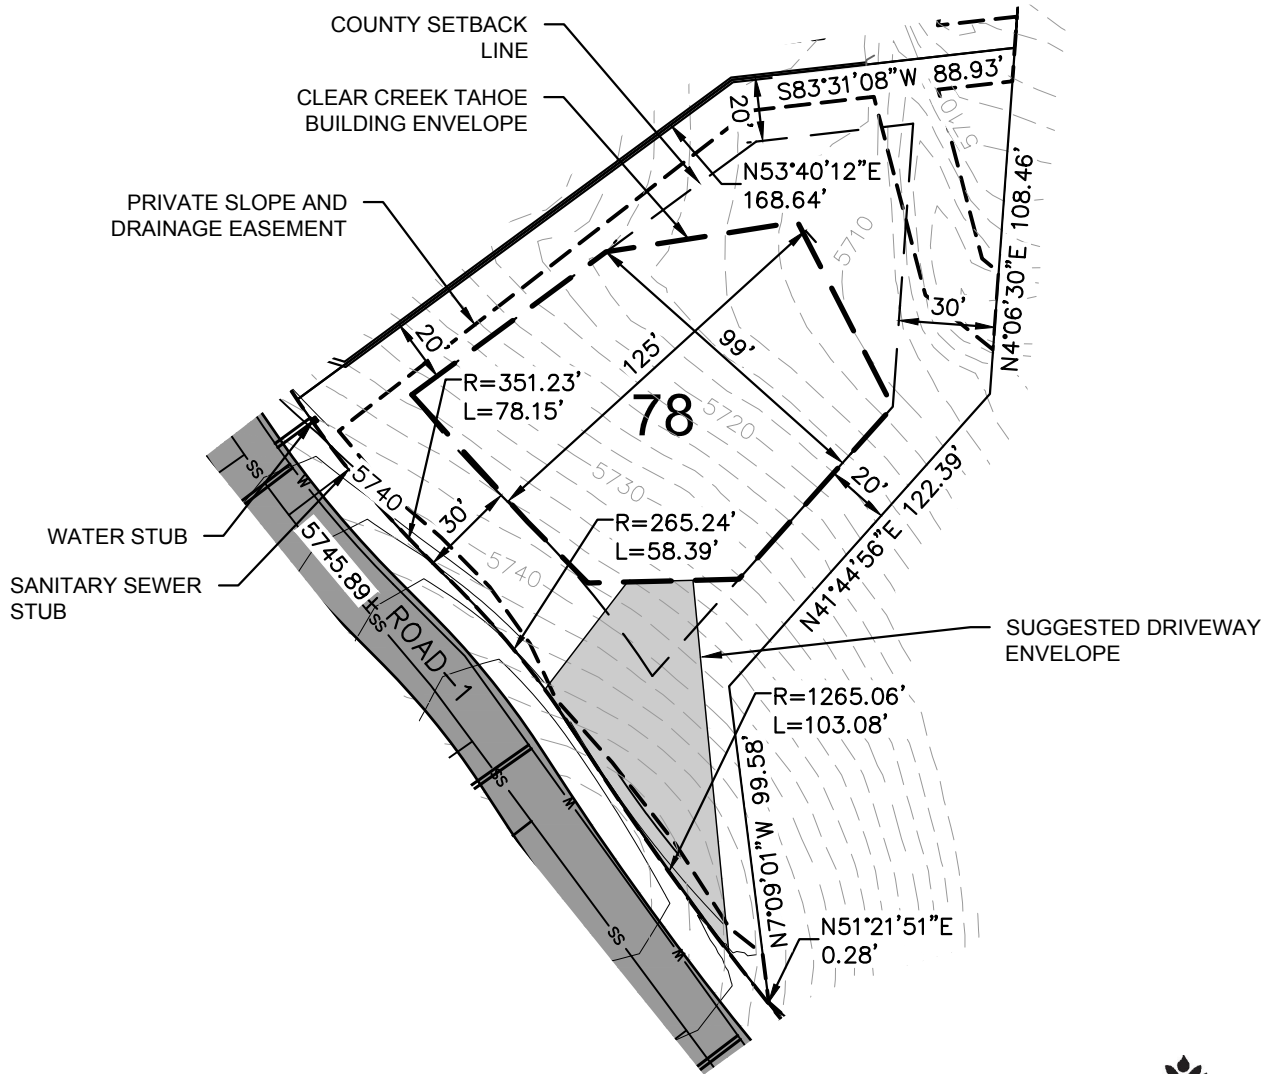 COUNTY SETBACK
LINE
CLEAR CREEK TAHOE
BUILDING ENVELOPE
PRIVATE SLOPE AND
DRAINAGE EASEMENT
S83°31'08"W 88.93'
20'
5710
N53°40'12"E
168.64'
N4°06'30"E 108.46'
5710
30'
20'
125'
99'
R=351.23'
L=78.15'
78
5720
5730
20'
N41°44'56"E 122.39'
SS
W
5740
30'
R=265.24'
L=58.39'
5740
WATER STUB
SANITARY SEWER
STUB
5745.89±
SS
ROAD-1
SUGGESTED DRIVEWAY
ENVELOPE
R=1265.06'
L=103.08'
N7°09'01"W 99.58'
SS
W
N51°21'51"E
0.28'
SS
W